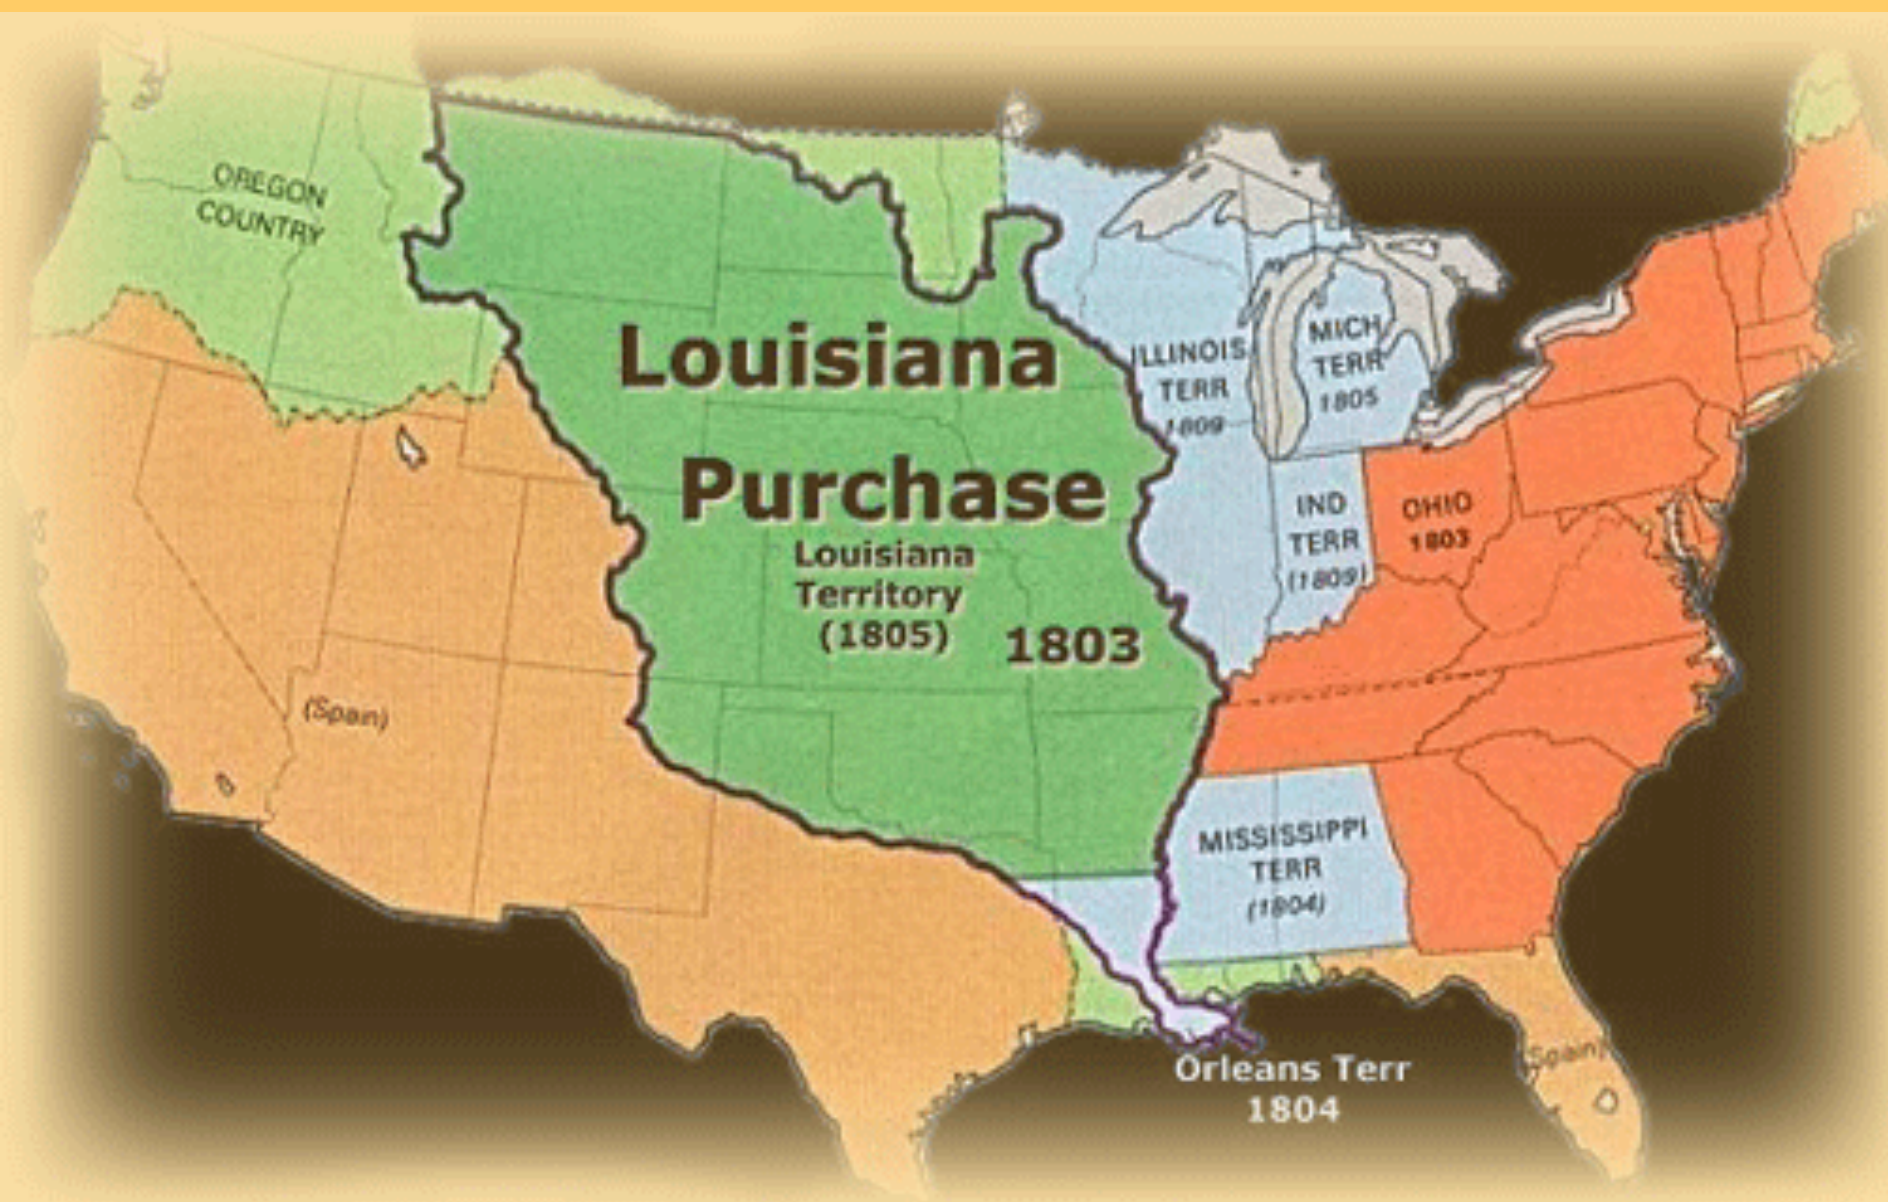 OREGON
COUNTRY
Louisiana
Purchase
Louisiana
Territory
(1805)
1803
ILLINOIS
TERR
1809
MICH
TERR
1805
IND
TERR
(1809)
OHIO
1803
(Spain)
MISSISSIPPI
TERR
(1804)
(Spain)
Orleans Terr
1804